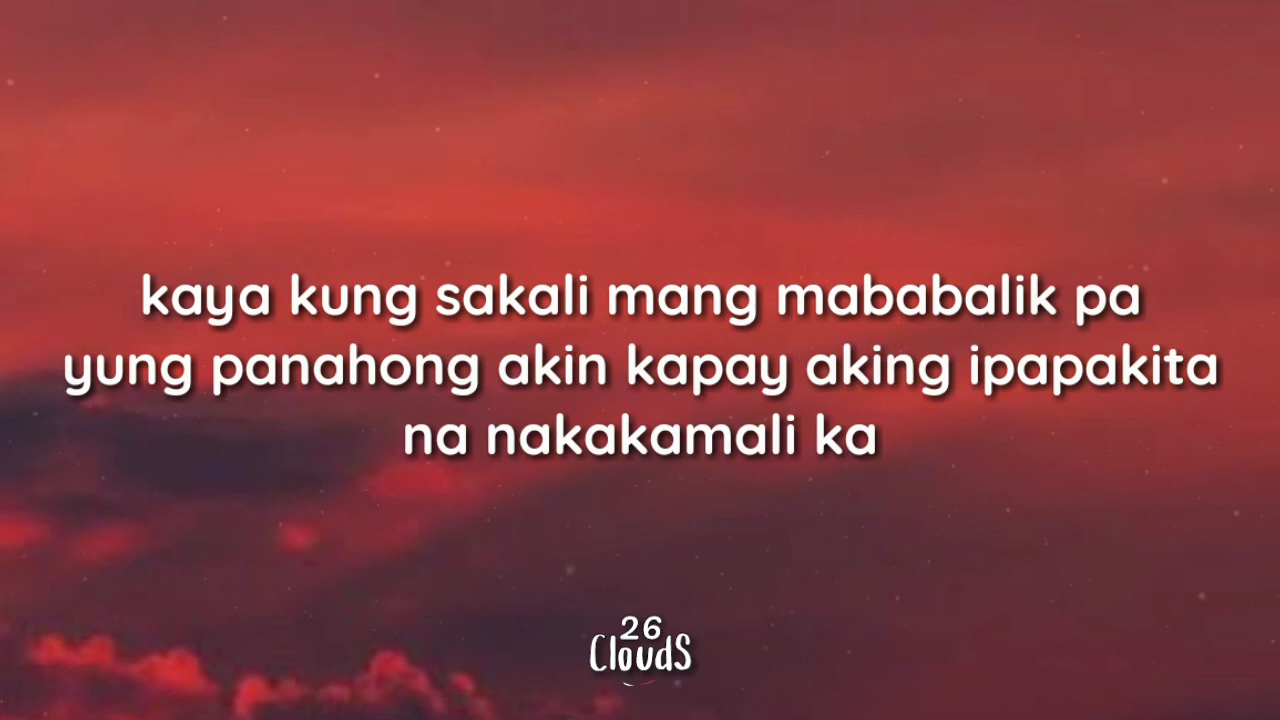 kaya kung sakali mang mababalik pa
yung panahong akin kapay aking ipapakita
na nakakamali ka
26
Clouds